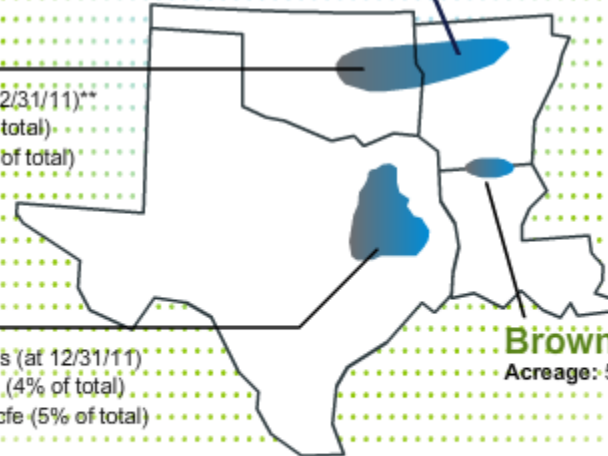 2/31/11)**
total)
of total)
s (at 12/31/11)
(4% of total)
cfe (5% of total)
Brown
Acreage: 5